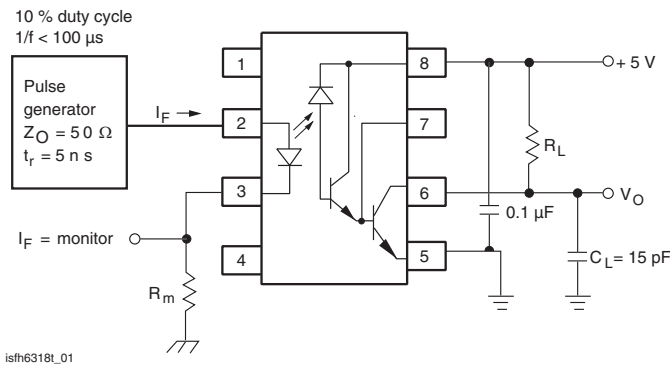 10 % duty cycle
1/f < 100 µs
Pulse
generator
Z_O = 50 Ω
t_r = 5 n s
I_F →
1
2
3
4
8
7
6
5
+ 5 V
R_L
V_O
0.1 µF
C_L = 15 pF
I_F = monitor
R_m
isfh6318t_01